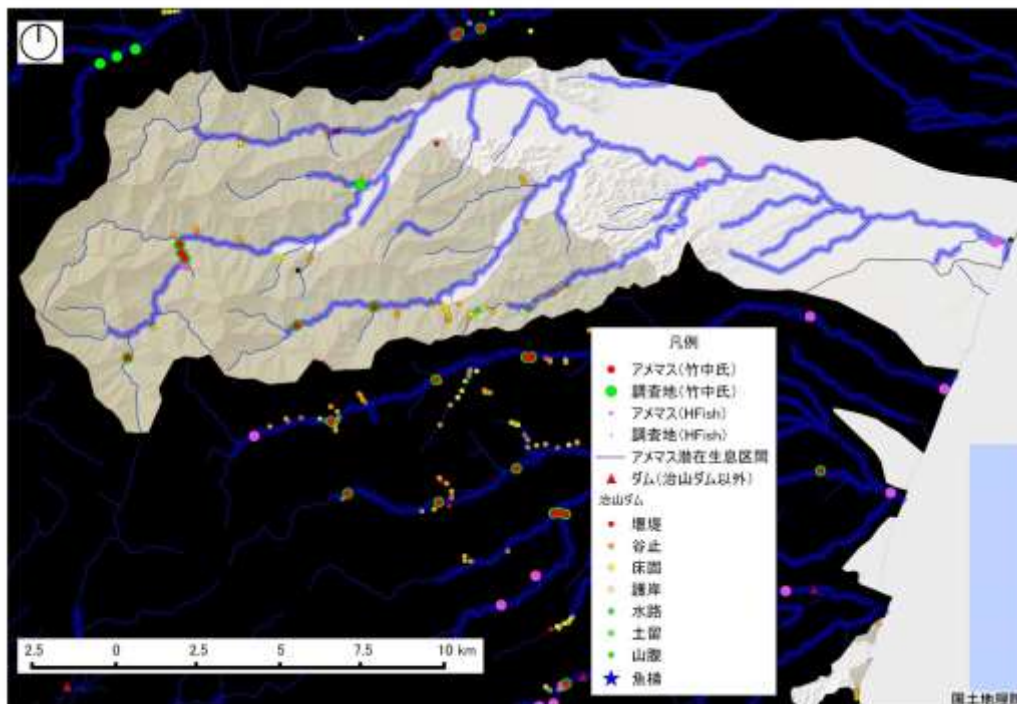 凡例
アメマス(竹中氏)
調査地(竹中氏)
アメマス(HFish)
調査地(HFish)
アメマス潜在生息区間
ダム(治山ダム以外)
治山ダム
堰堤
谷止
床固
護岸
水路
土留
山腹
魚道
2.5 0 2.5 5 7.5 10 km
国土地理院